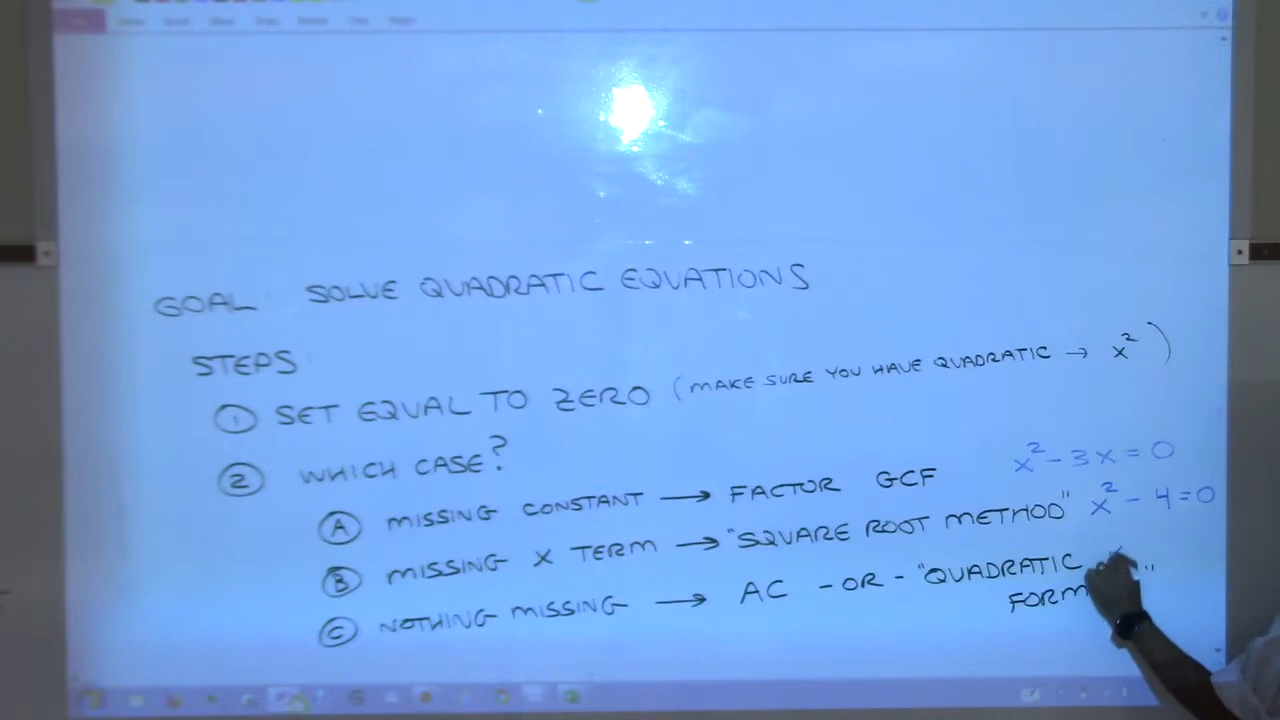 GOAL SOLVE QUADRATIC EQUATIONS
STEPS
① SET EQUAL TO ZERO (MAKE SURE YOU HAVE QUADRATIC → x²)
② WHICH CASE?
Ⓐ MISSING CONSTANT → FACTOR GCF x² - 3x = 0
Ⓑ MISSING X TERM → "SQUARE ROOT METHOD" x² - 4 = 0
Ⓒ NOTHING MISSING → AC - OR - "QUADRATIC